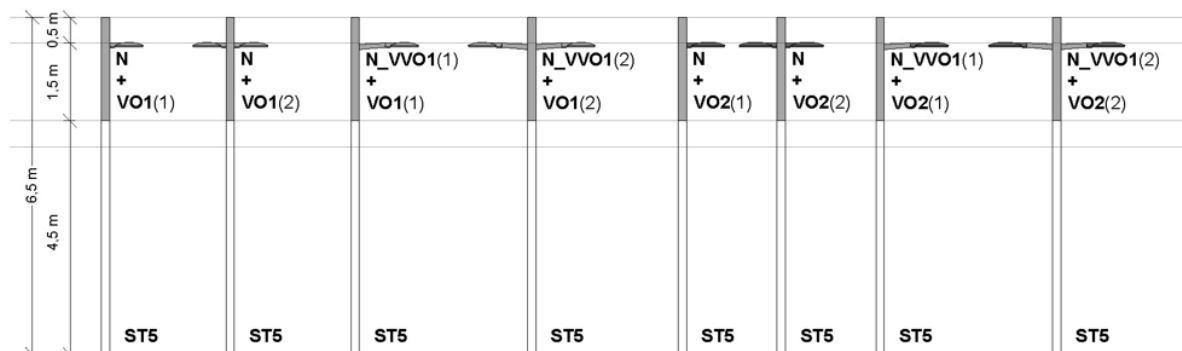 0,5 m
N N N_VVO1(1) N_VVO1(2) N N N_VVO1(1) N_VVO1(2)
1,5 m
+ + + + + + + +
VO1(1) VO1(2) VO1(1) VO1(2) VO2(1) VO2(2) VO2(1) VO2(2)
6,5 m
4,5 m
ST5 ST5 ST5 ST5 ST5 ST5 ST5 ST5